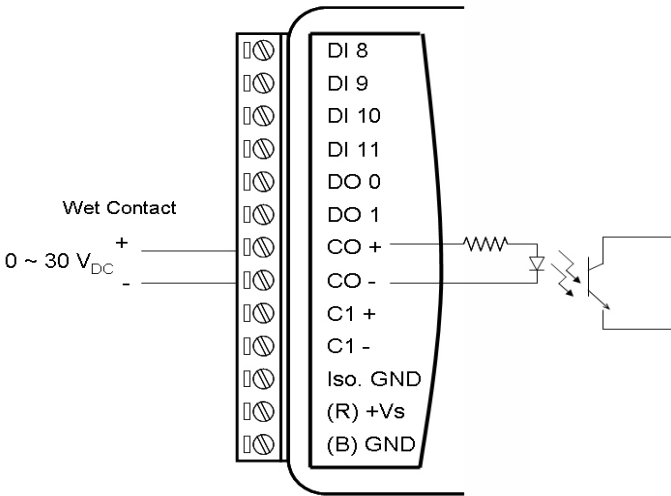 DI 8
DI 9
DI 10
DI 11
DO 0
DO 1
Wet Contact
+
0 ~ 30 VDC
-
CO +
CO -
C1 +
C1 -
Iso. GND
(R) +Vs
(B) GND